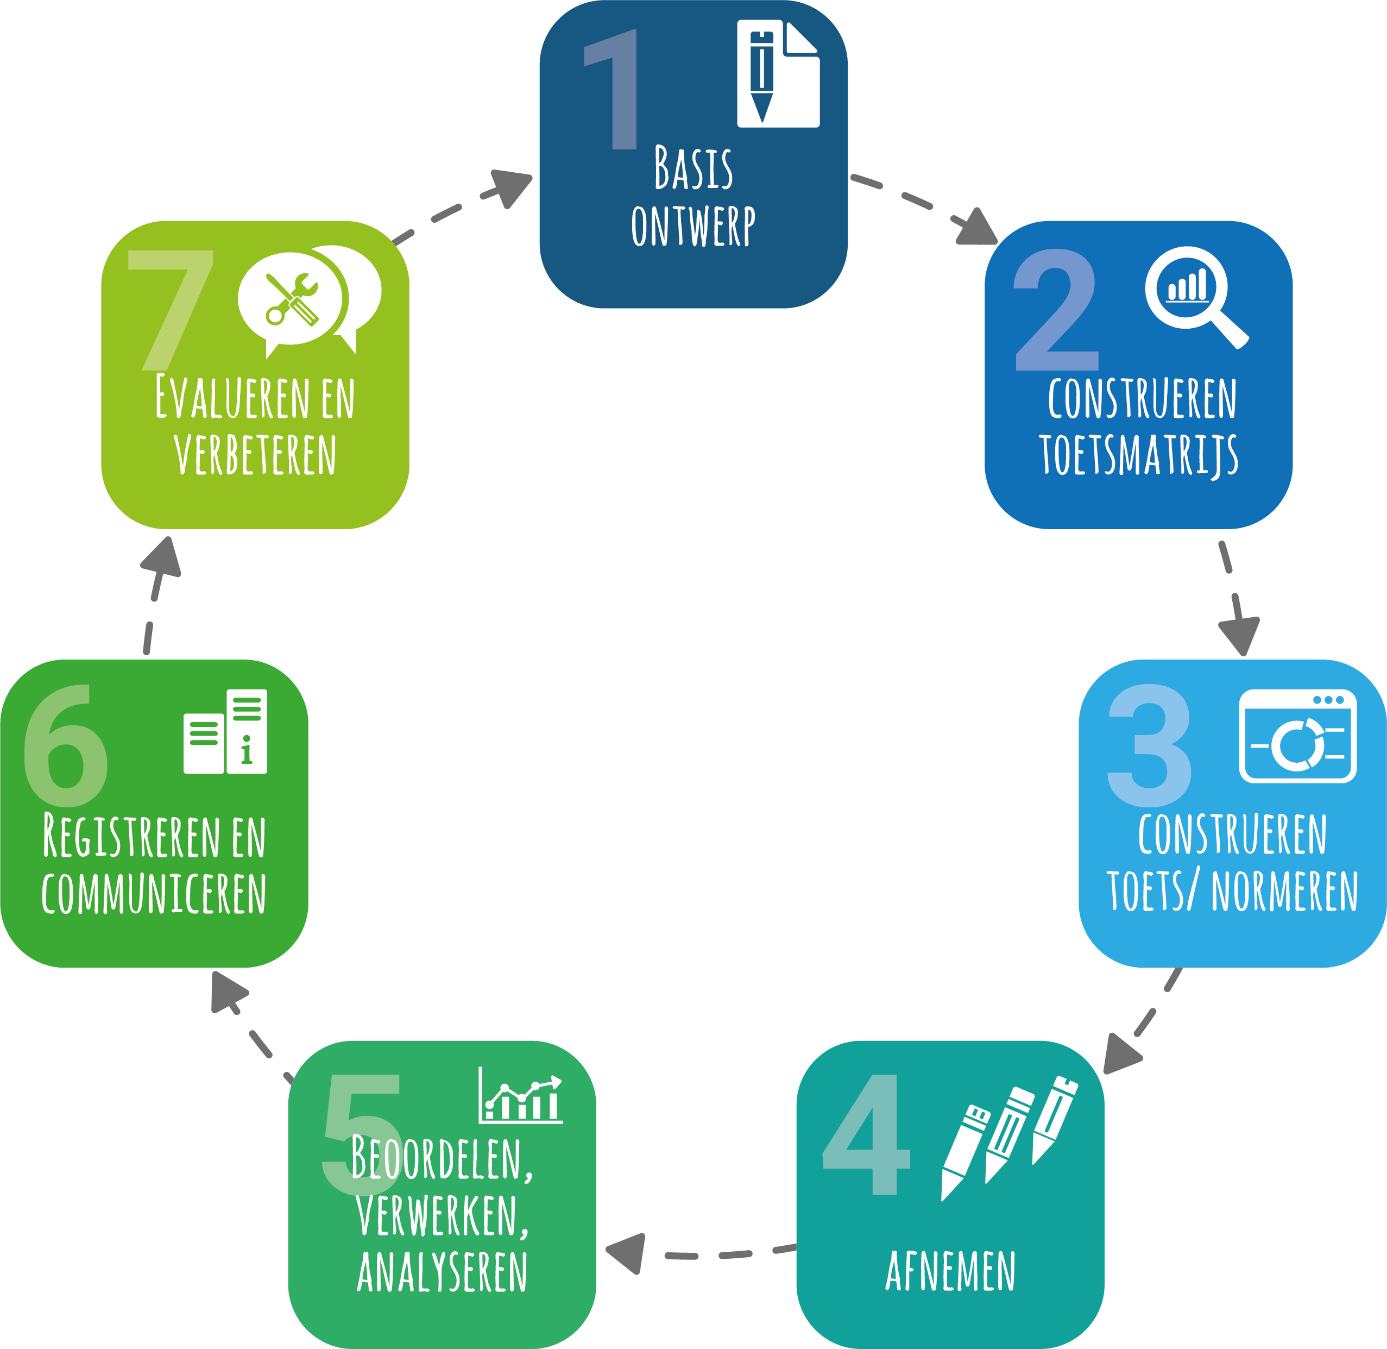 1
Basis
ontwerp
2
construeren
toetsmatrijs
3
construeren
toets/ normeren
4
afnemen
5
Beoordelen,
verwerken,
analyseren
6
i
Registreren en
communiceren
7
Evalueren en
verbeteren